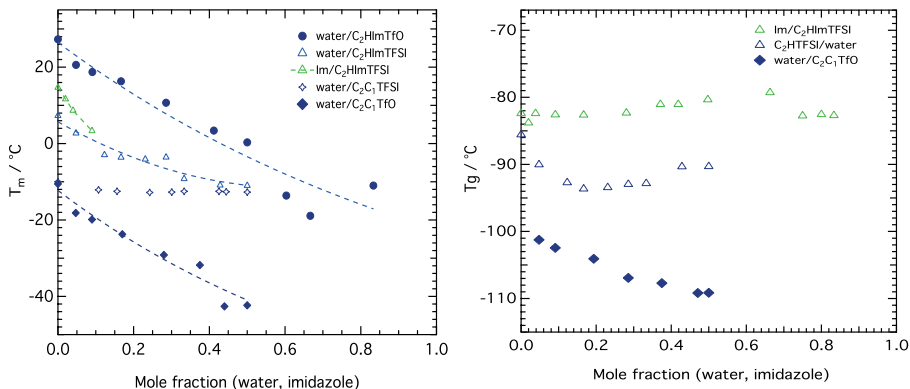 20
0
-20
-40
T_m / °C
0.0 0.2 0.4 0.6 0.8 1.0
Mole fraction (water, imidazole)
water/C₂HImTfO
water/C₂HImTFSI
Im/C₂HImTFSI
water/C₂C₁TFSI
water/C₂C₁TfO
-70
-80
-90
-100
-110
Tg / °C
0.0 0.2 0.4 0.6 0.8 1.0
Mole fraction (water, imidazole)
Im/C₂HImTFSI
C₂HTFSI/water
water/C₂C₁TfO